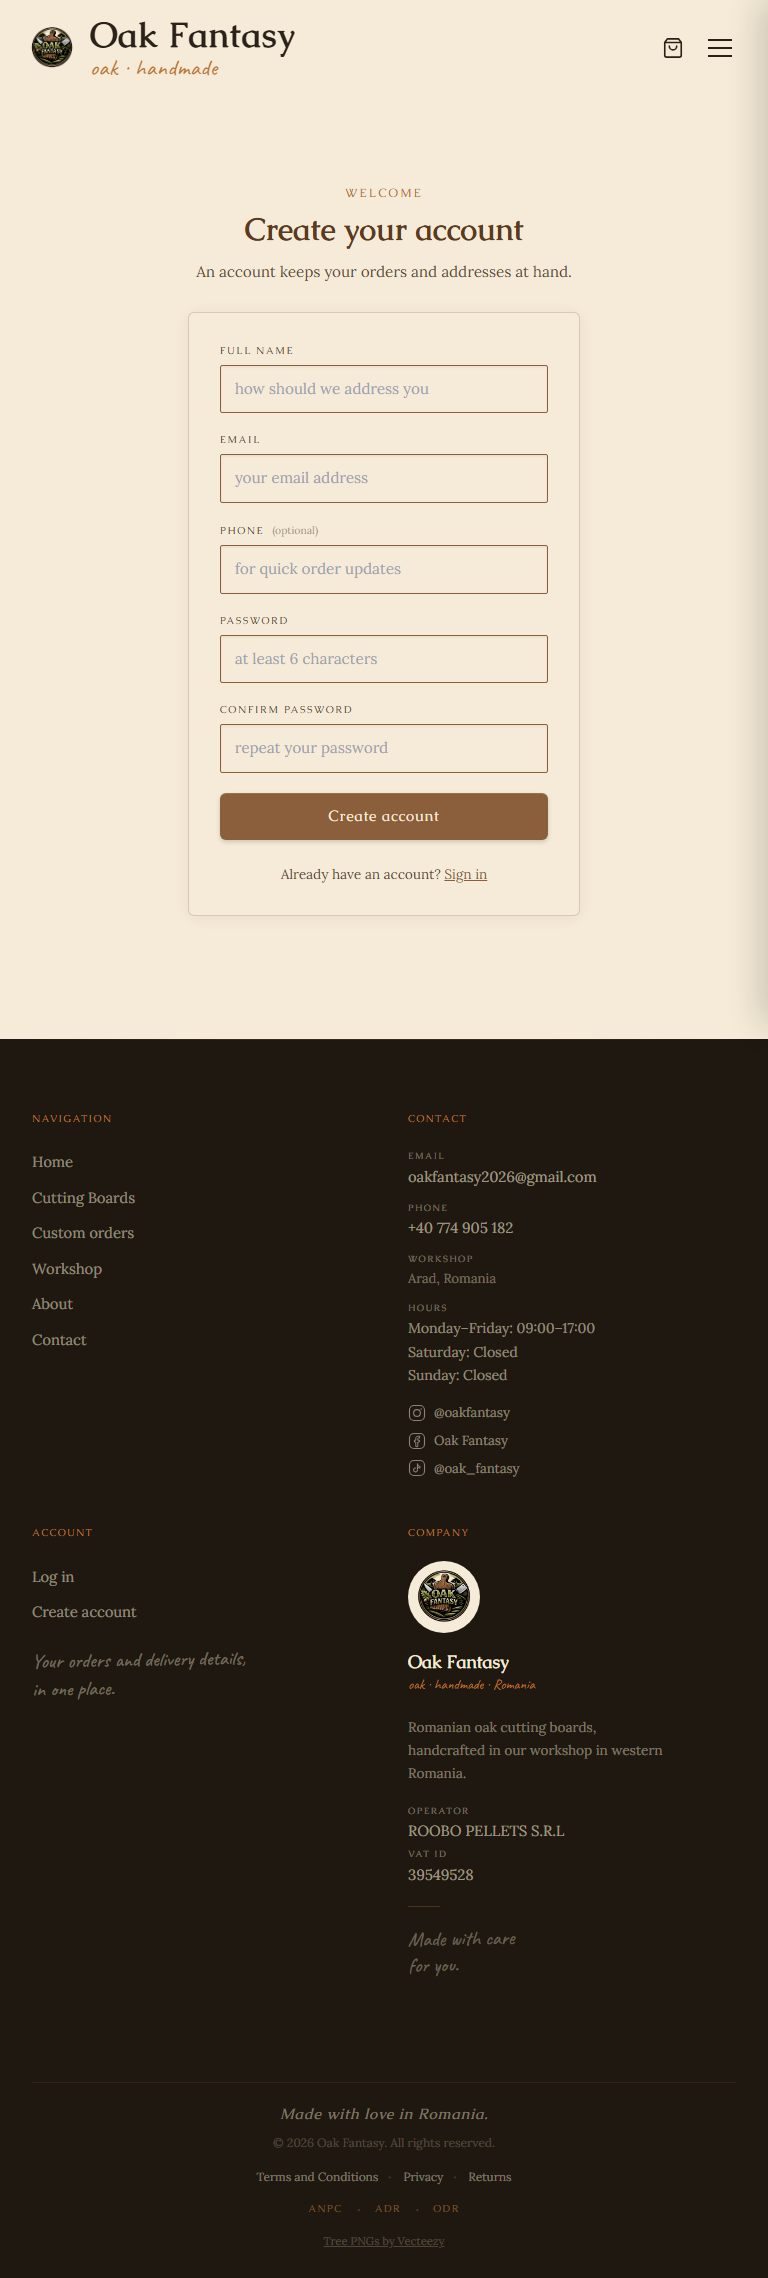 OAK
FANTASY
Oak Fantasy
oak · handmade
WELCOME
Create your account
An account keeps your orders and addresses at hand.
FULL NAME
how should we address you
EMAIL
your email address
PHONE (optional)
for quick order updates
PASSWORD
at least 6 characters
CONFIRM PASSWORD
repeat your password
Create account
Already have an account? Sign in
NAVIGATION
Home
Cutting Boards
Custom orders
Workshop
About
Contact
CONTACT
EMAIL
oakfantasy2026@gmail.com
PHONE
+40 774 905 182
WORKSHOP
Arad, Romania
HOURS
Monday–Friday: 09:00–17:00
Saturday: Closed
Sunday: Closed
@oakfantasy
Oak Fantasy
@oak_fantasy
ACCOUNT
Log in
Create account
Your orders and delivery details,
in one place.
COMPANY
OAK
FANTASY
Oak Fantasy
oak · handmade · Romania
Romanian oak cutting boards,
handcrafted in our workshop in western
Romania.
OPERATOR
ROOBO PELLETS S.R.L
VAT ID
39549528
Made with care
for you.
Made with love in Romania.
© 2026 Oak Fantasy. All rights reserved.
Terms and Conditions · Privacy · Returns
ANPC · ADR · ODR
Tree PNGs by Vecteezy